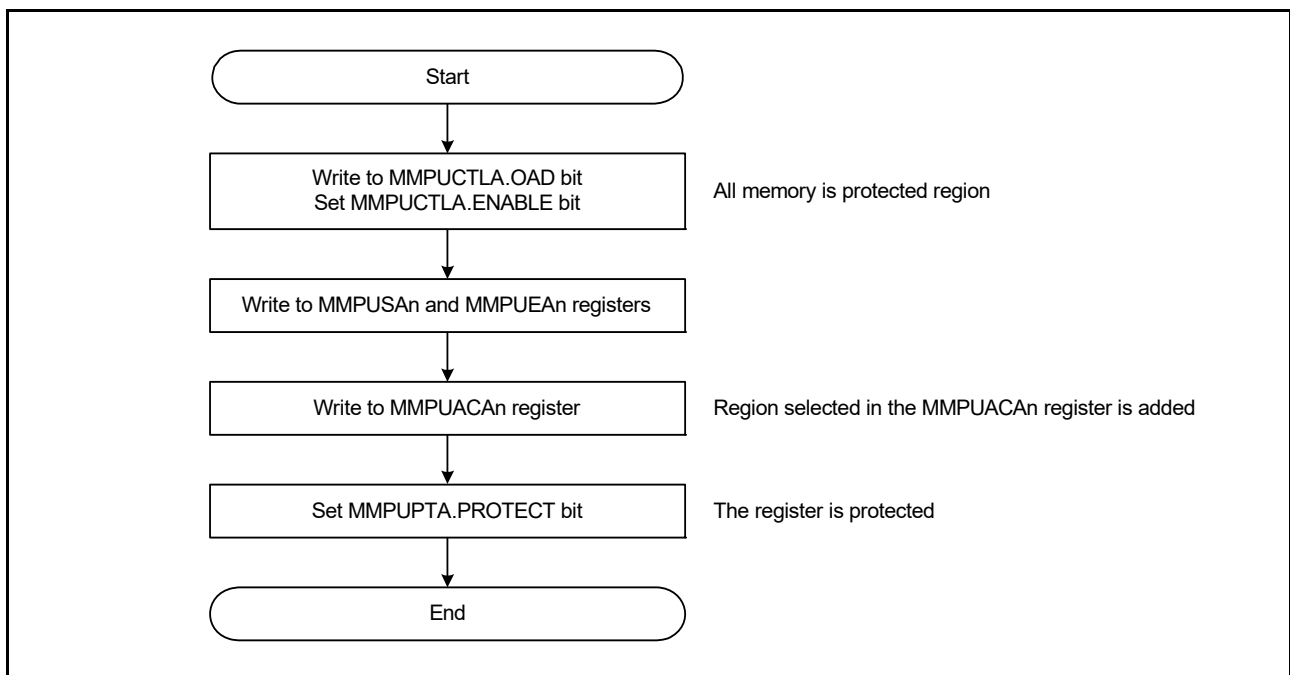 Start
Write to MMPUCTLA.OAD bit
Set MMPUCTLA.ENABLE bit
All memory is protected region
Write to MMPUSAn and MMPUEAn registers
Write to MMPUACAn register
Region selected in the MMPUACAn register is added
Set MMPUPTA.PROTECT bit
The register is protected
End